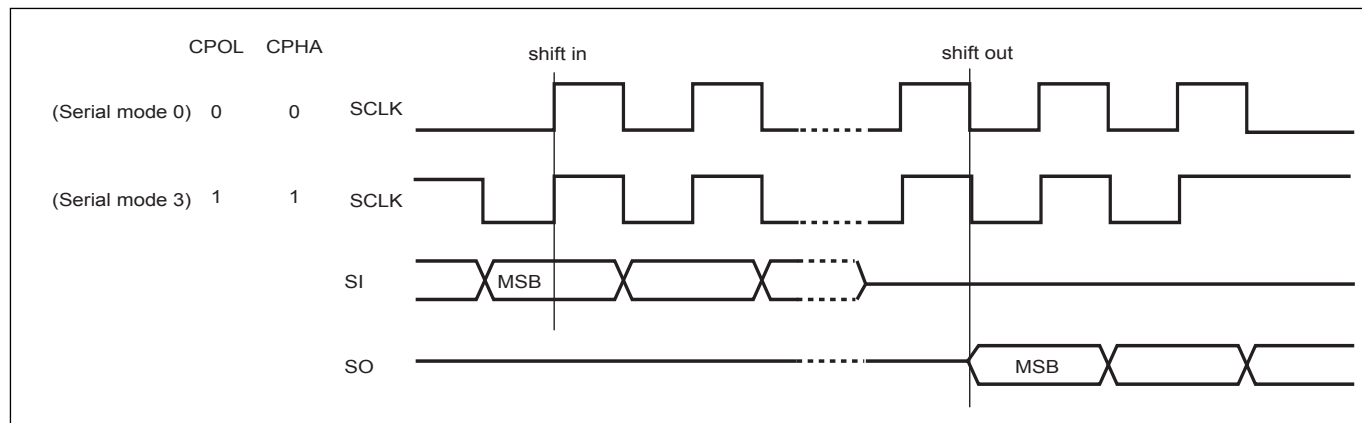 CPOL CPHA
shift in
shift out
(Serial mode 0) 0 0 SCLK
(Serial mode 3) 1 1 SCLK
SI MSB
SO MSB